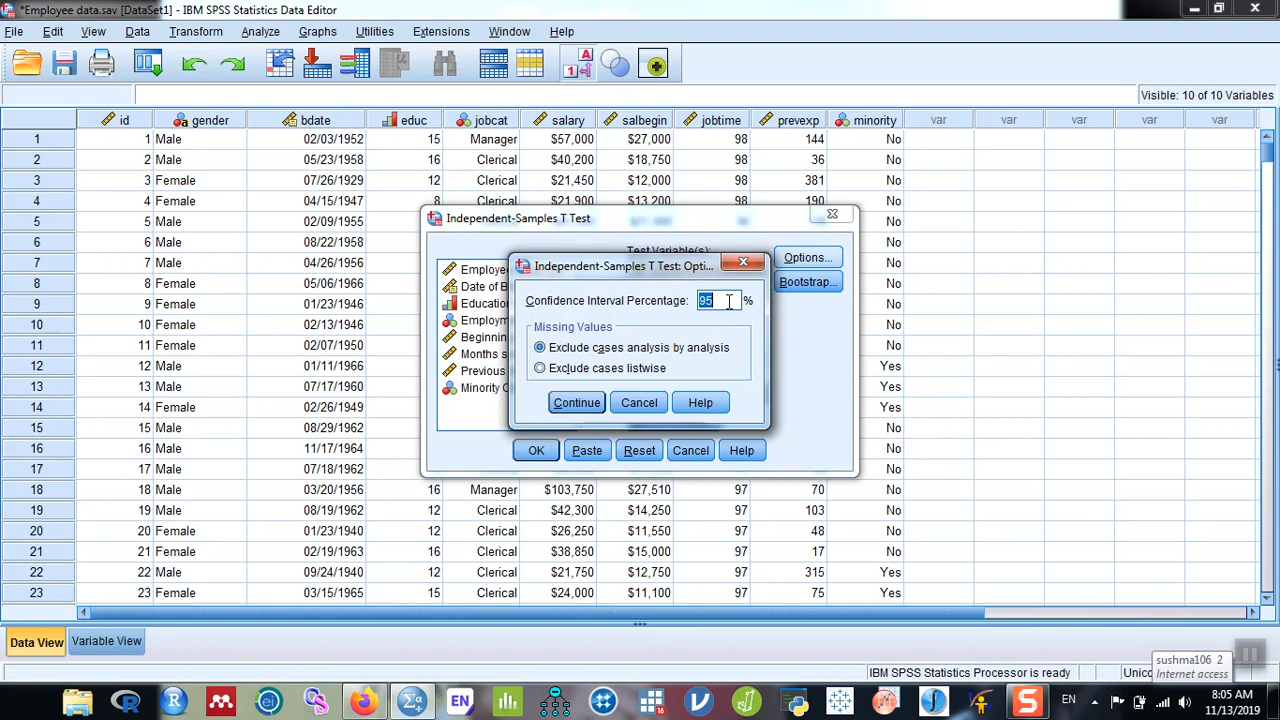 *Employee data.sav [DataSet1] - IBM SPSS Statistics Data Editor
File Edit View Data Transform Analyze Graphs Utilities Extensions Window Help
Visible: 10 of 10 Variables
id gender bdate educ jobcat salary salbegin jobtime prevexp minority var var var var var
1 1 Male 02/03/1952 15 Manager $57,000 $27,000 98 144 No
2 2 Male 05/23/1958 16 Clerical $40,200 $18,750 98 36 No
3 3 Female 07/26/1929 12 Clerical $21,450 $12,000 98 381 No
4 4 Female 04/15/1947 8 Clerical $21,900 $13,200 98 190 No
5 5 Male 02/09/1955 No
6 6 Male 08/22/1958 No
7 7 Male 04/26/1956 No
8 8 Female 05/06/1966 No
9 9 Female 01/23/1946 No
10 10 Female 02/13/1946 No
11 11 Female 02/07/1950 No
12 12 Male 01/11/1966 Yes
13 13 Male 07/17/1960 Yes
14 14 Female 02/26/1949 Yes
15 15 Male 08/29/1962 No
16 16 Male 11/17/1964 No
17 17 Male 07/18/1962 No
18 18 Male 03/20/1956 16 Manager $103,750 $27,510 97 70 No
19 19 Male 08/19/1962 12 Clerical $42,300 $14,250 97 103 No
20 20 Female 01/23/1940 12 Clerical $26,250 $11,550 97 48 No
21 21 Female 02/19/1963 16 Clerical $38,850 $15,000 97 17 No
22 22 Male 09/24/1940 12 Clerical $21,750 $12,750 97 315 Yes
23 23 Female 03/15/1965 12 Clerical $24,000 $11,100 97 75 Yes
Independent-Samples T Test
Test Variable(s):
Employe
Date of B
Educatio
Employm
Beginnin
Months s
Previous
Minority C
Options...
Bootstrap...
OK Paste Reset Cancel Help
Independent-Samples T Test: Opti...
Confidence Interval Percentage: 95 %
Missing Values
Exclude cases analysis by analysis
Exclude cases listwise
Continue Cancel Help
Data View Variable View
IBM SPSS Statistics Processor is ready
Unic
sushma106 2
Internet access
EN
EN
8:05 AM
11/13/2019